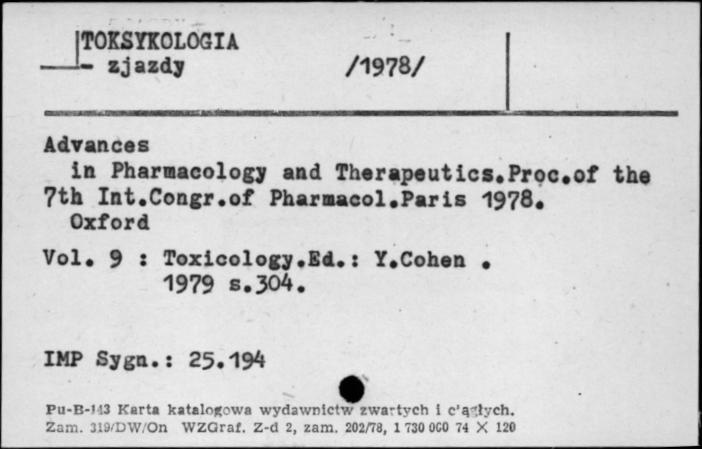 TOKSYKOLOGIA
- zjazdy /1978/
Advances
in Pharmacology and Therapeutics.Proc.of the
7th Int.Congr.of Pharmacol.Paris 1978.
Oxford
Vol. 9 : Toxicology.Ed.: Y.Cohen .
1979 s.304.
IMP Sygn.: 25.194
Pu-B-143 Karta katalogowa wydawnictw zwartych i ciągłych.
Zam. 319/DW/On WZGraf. Z-d 2, zam. 202/78, 1 730 000 74 X 120